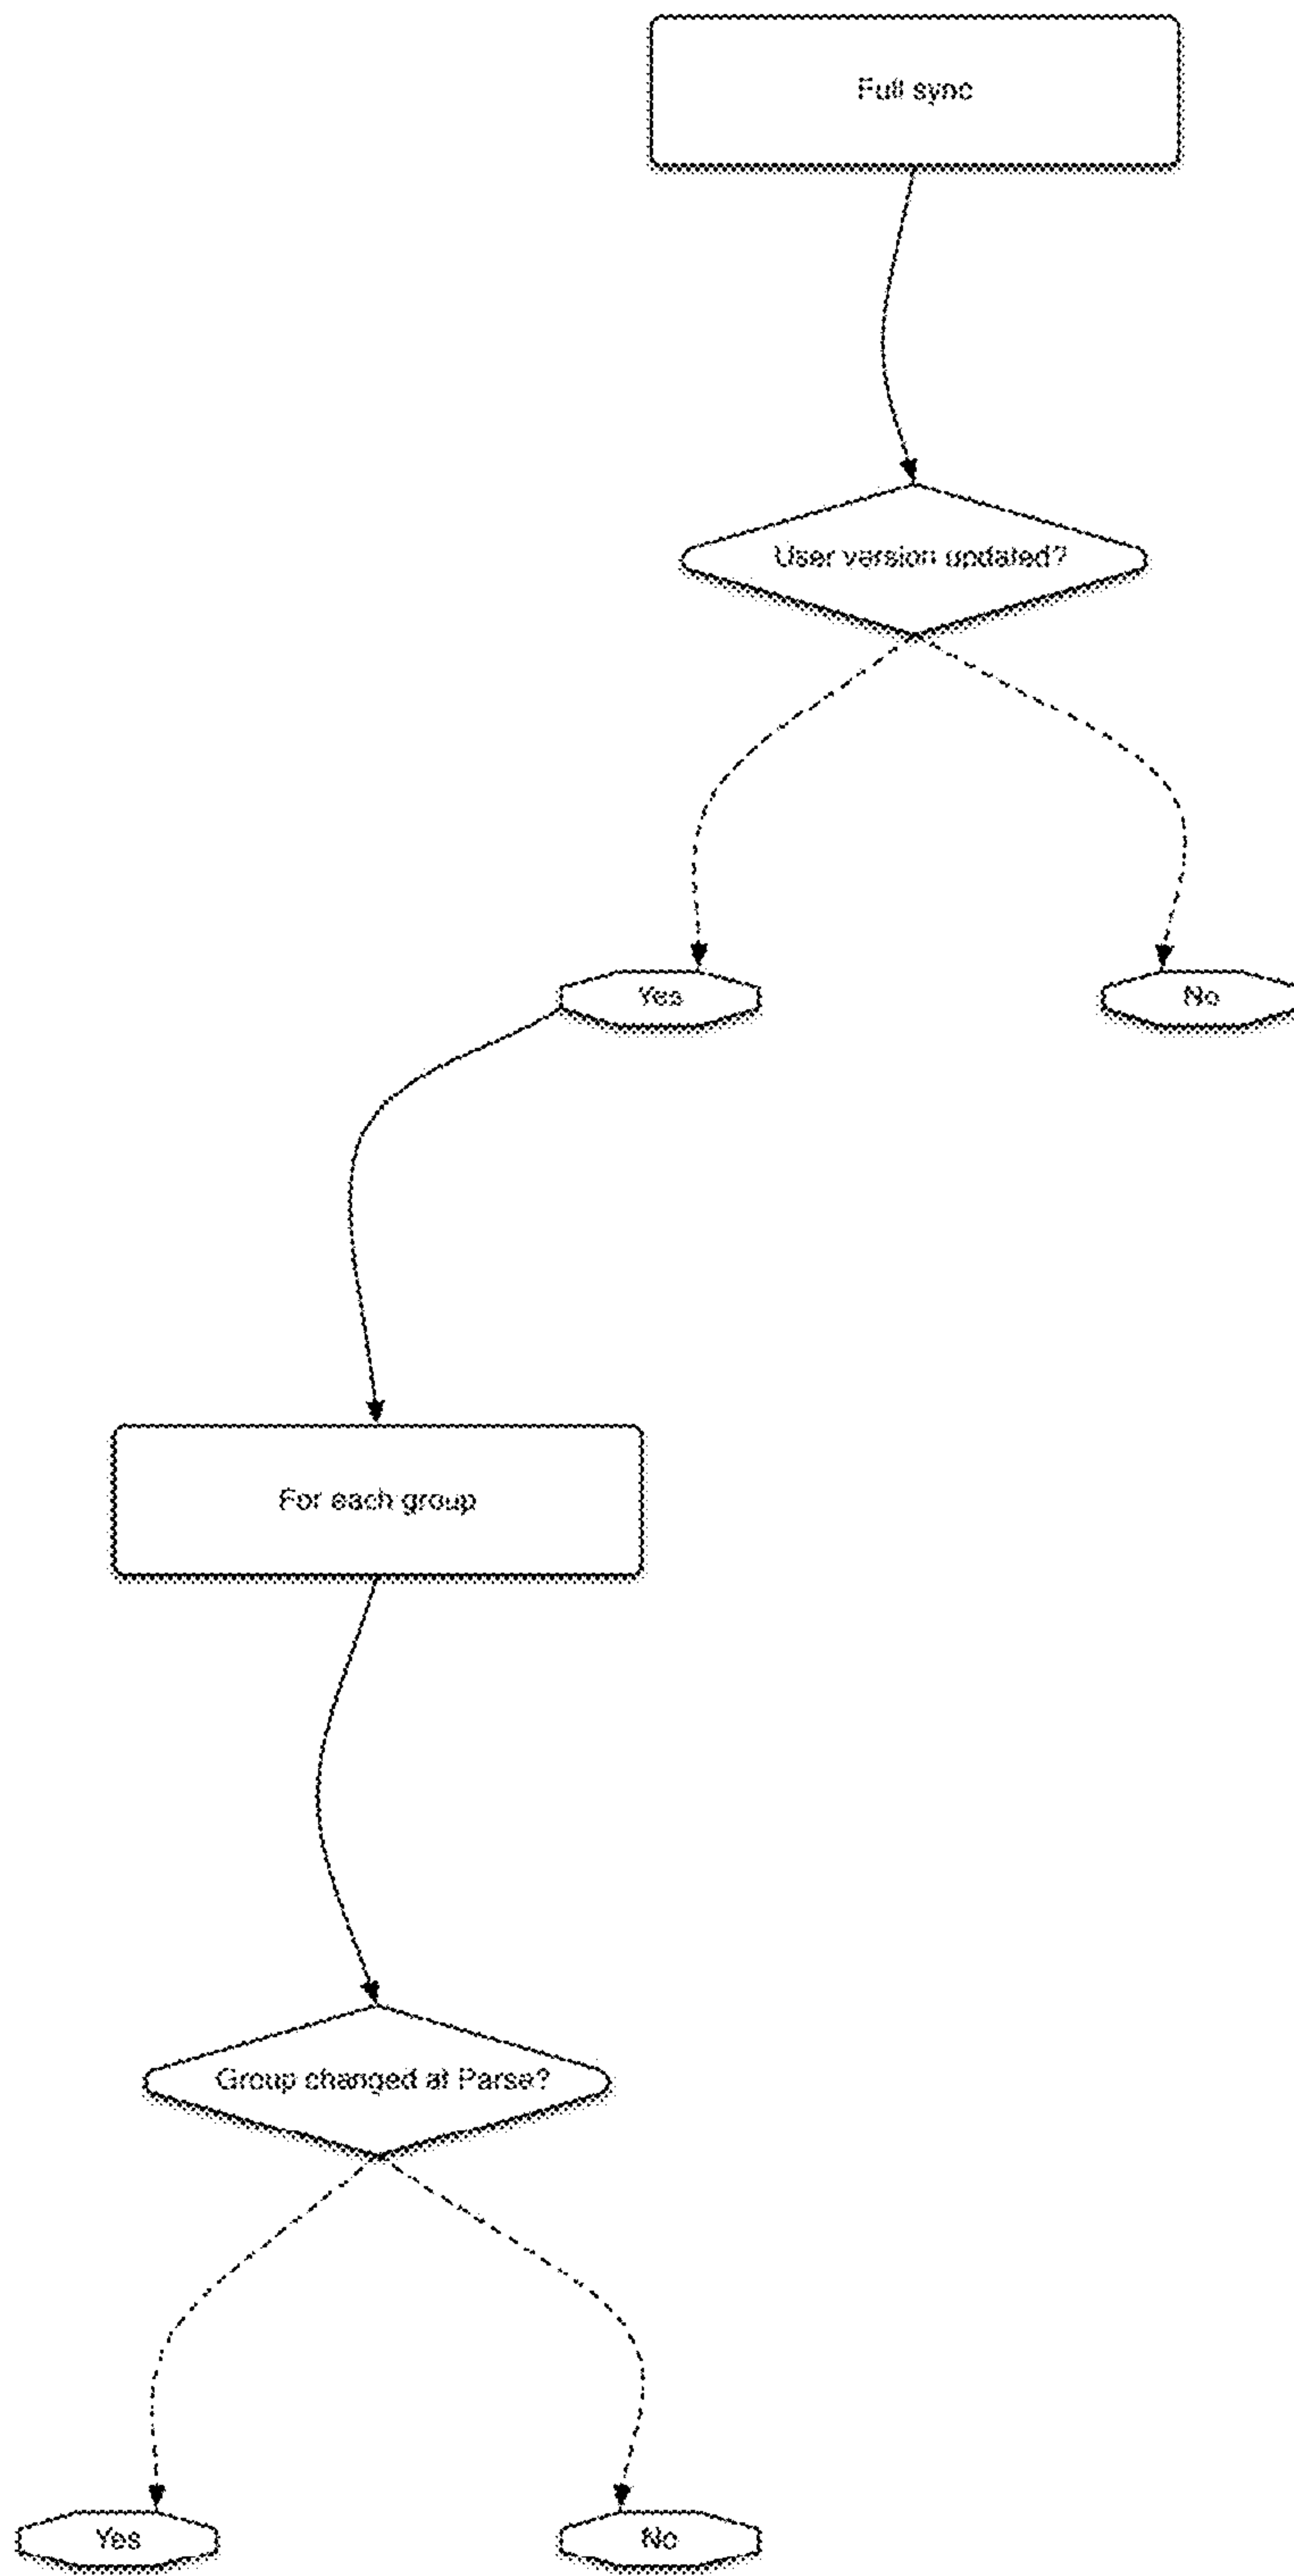 Full sync
User version updated?
Yes
No
For each group
Group changed at Parse?
Yes
No